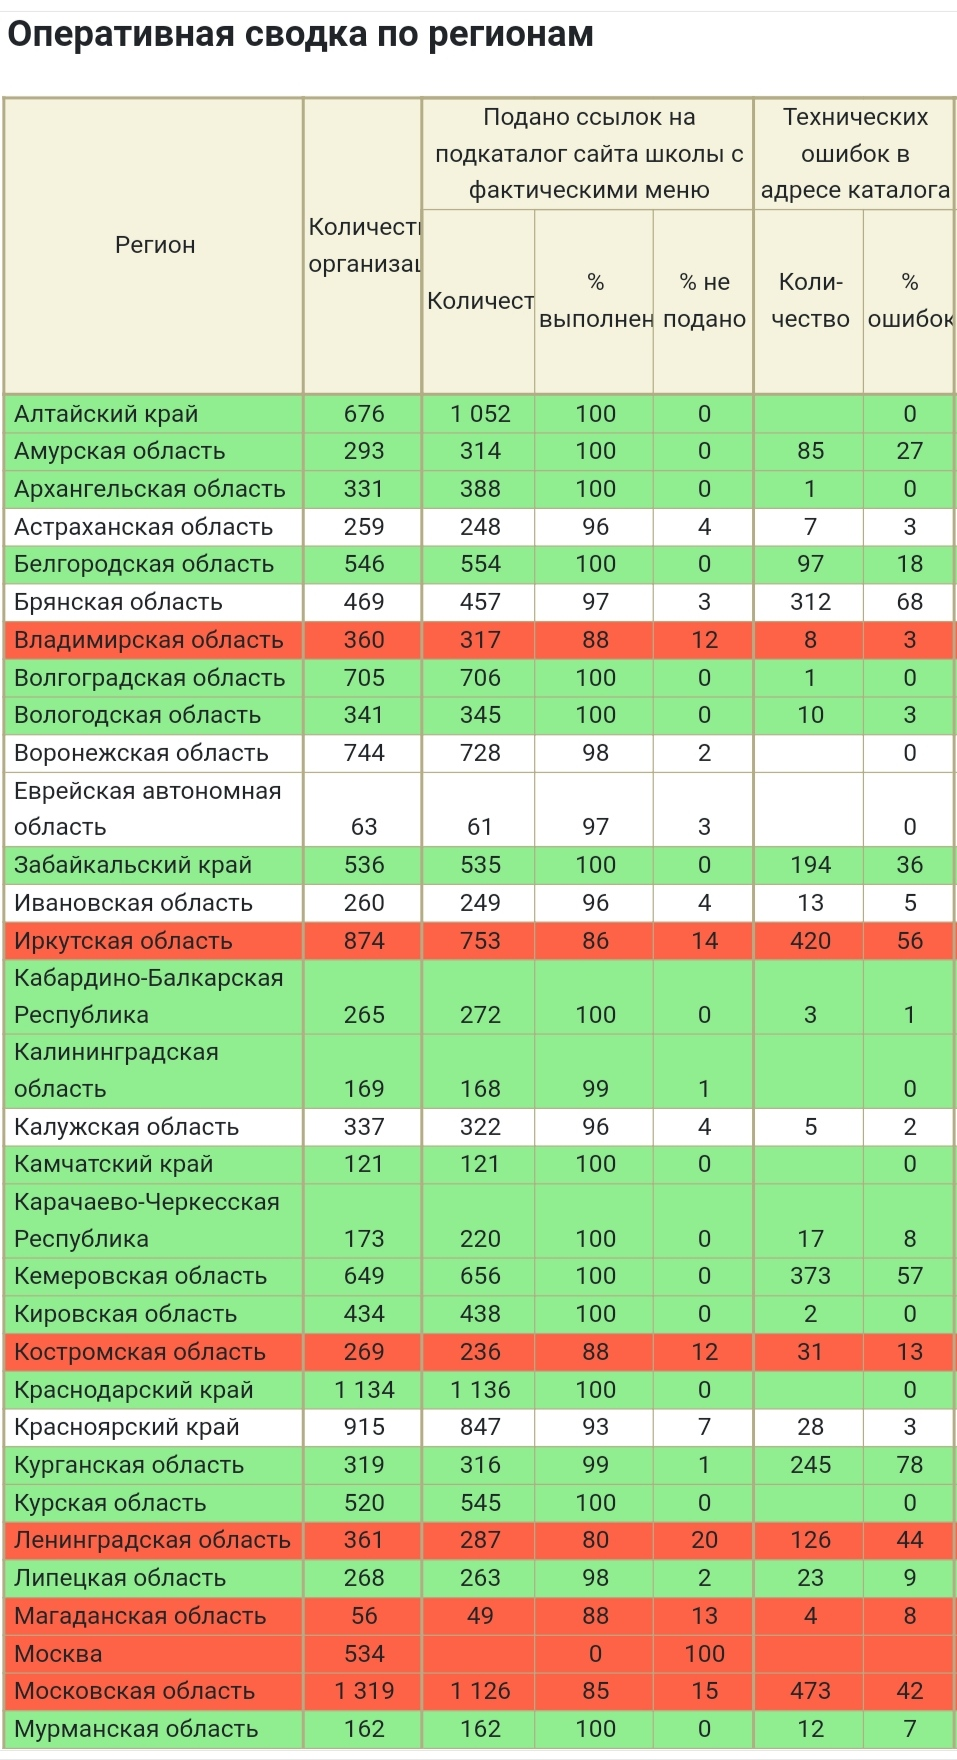 Оперативная сводка по регионам
Регион
Количест
организац
Подано ссылок на
подкаталог сайта школы с
фактическими меню
Технических
ошибок в
адресе каталога
Количест
%
выполнен
% не
подано
Коли-
чество
%
ошибок
Алтайский край 676 1 052 100 0 0
Амурская область 293 314 100 0 85 27
Архангельская область 331 388 100 0 1 0
Астраханская область 259 248 96 4 7 3
Белгородская область 546 554 100 0 97 18
Брянская область 469 457 97 3 312 68
Владимирская область 360 317 88 12 8 3
Волгоградская область 705 706 100 0 1 0
Вологодская область 341 345 100 0 10 3
Воронежская область 744 728 98 2 0
Еврейская автономная
область 63 61 97 3 0
Забайкальский край 536 535 100 0 194 36
Ивановская область 260 249 96 4 13 5
Иркутская область 874 753 86 14 420 56
Кабардино-Балкарская
Республика 265 272 100 0 3 1
Калининградская
область 169 168 99 1 0
Калужская область 337 322 96 4 5 2
Камчатский край 121 121 100 0 0
Карачаево-Черкесская
Республика 173 220 100 0 17 8
Кемеровская область 649 656 100 0 373 57
Кировская область 434 438 100 0 2 0
Костромская область 269 236 88 12 31 13
Краснодарский край 1 134 1 136 100 0 0
Красноярский край 915 847 93 7 28 3
Курганская область 319 316 99 1 245 78
Курская область 520 545 100 0 0
Ленинградская область 361 287 80 20 126 44
Липецкая область 268 263 98 2 23 9
Магаданская область 56 49 88 13 4 8
Москва 534 0 100
Московская область 1 319 1 126 85 15 473 42
Мурманская область 162 162 100 0 12 7